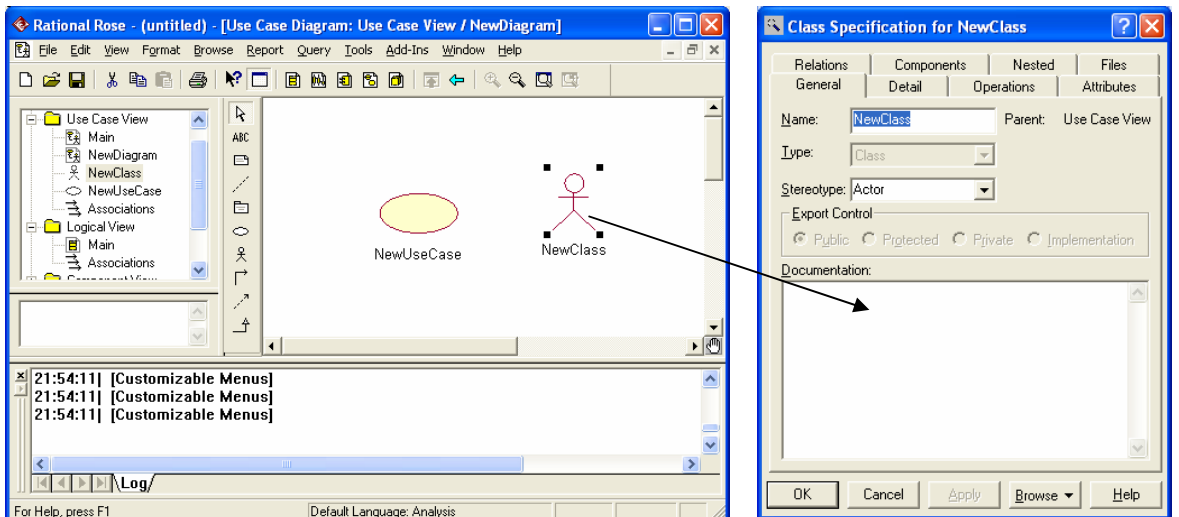 Rational Rose - (untitled) - [Use Case Diagram: Use Case View / NewDiagram]
File Edit View Format Browse Report Query Tools Add-Ins Window Help
Use Case View
Main
NewDiagram
NewClass
NewUseCase
Associations
Logical View
Main
Associations
Component View
ABC
NewUseCase
NewClass
21:54:11| [Customizable Menus]
21:54:11| [Customizable Menus]
21:54:11| [Customizable Menus]
Log
For Help, press F1
Default Language: Analysis
Class Specification for NewClass
Relations Components Nested Files
General Detail Operations Attributes
Name: NewClass Parent: Use Case View
Type: Class
Stereotype: Actor
Export Control
Public Protected Private Implementation
Documentation:
OK Cancel Apply Browse Help